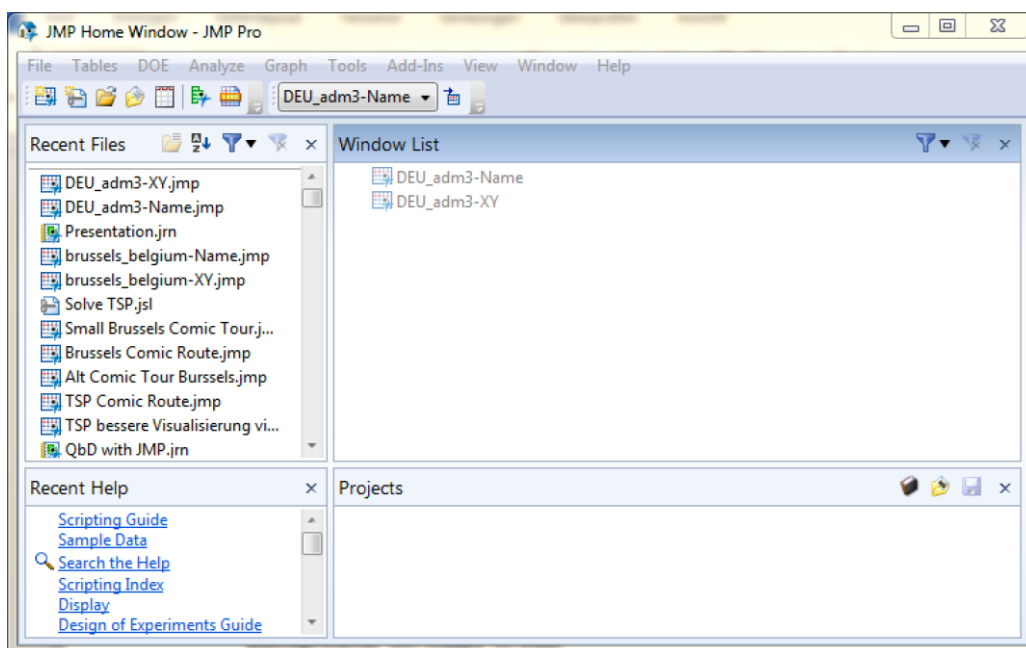 JMP Home Window - JMP Pro
File Tables DOE Analyze Graph Tools Add-Ins View Window Help
DEU_adm3-Name
Recent Files
DEU_adm3-XY.jmp
DEU_adm3-Name.jmp
Presentation.jrn
brussels_belgium-Name.jmp
brussels_belgium-XY.jmp
Solve TSP.jsl
Small Brussels Comic Tour.j...
Brussels Comic Route.jmp
Alt Comic Tour Burssels.jmp
TSP Comic Route.jmp
TSP bessere Visualisierung vi...
QbD with JMP.jrn
Window List
DEU_adm3-Name
DEU_adm3-XY
Recent Help
Scripting Guide
Sample Data
Search the Help
Scripting Index
Display
Design of Experiments Guide
Projects